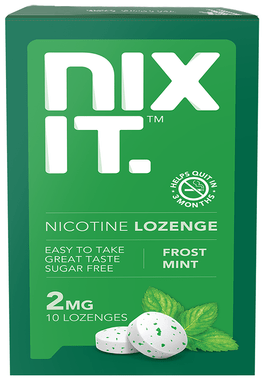 NIX
IT.™
HELPS QUIT IN
3 MONTHS
NICOTINE LOZENGE
EASY TO TAKE
GREAT TASTE
SUGAR FREE
FROST
MINT
2MG
10 LOZENGES